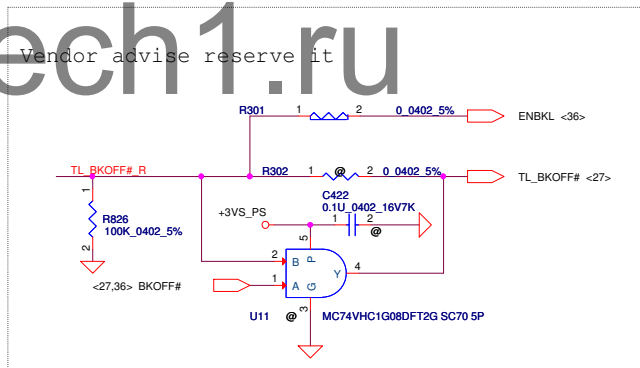 ech1.ru
Vendor advise reserve it
R301 1 2 0_0402_5% ENBKL <36>
TL_BKOFF#_R R302 1 @ 2 0_0402_5% TL_BKOFF# <27>
1 R826 100K_0402_5% 2
C422
0.1U_0402_16V7K
+3VS_PS 1 2 @
5
2 B P
Y 4
<27,36> BKOFF# 1 A G
3
U11 @ MC74VHC1G08DFT2G SC70 5P